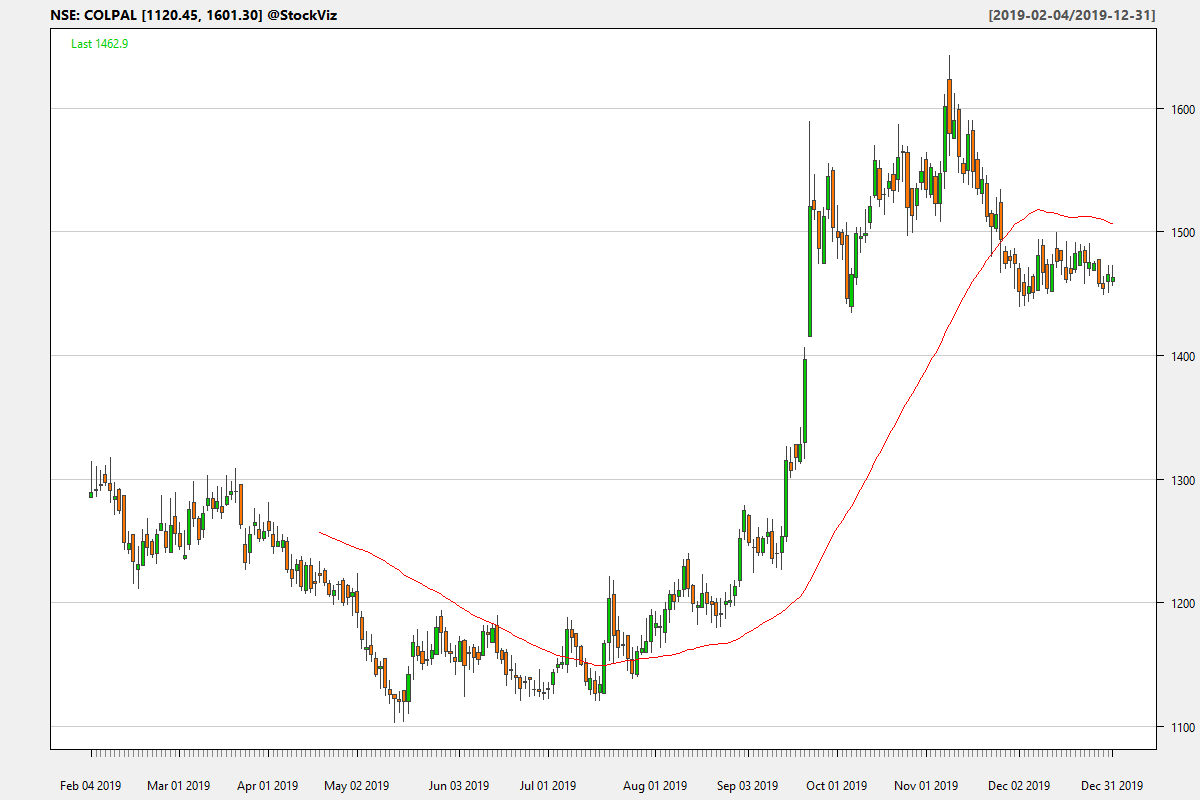 NSE: COLPAL [1120.45, 1601.30] @StockViz [2019-02-04/2019-12-31]
Last 1462.9
1600
1500
1400
1300
1200
1100
Feb 04 2019 Mar 01 2019 Apr 01 2019 May 02 2019 Jun 03 2019 Jul 01 2019 Aug 01 2019 Sep 03 2019 Oct 01 2019 Nov 01 2019 Dec 02 2019 Dec 31 2019